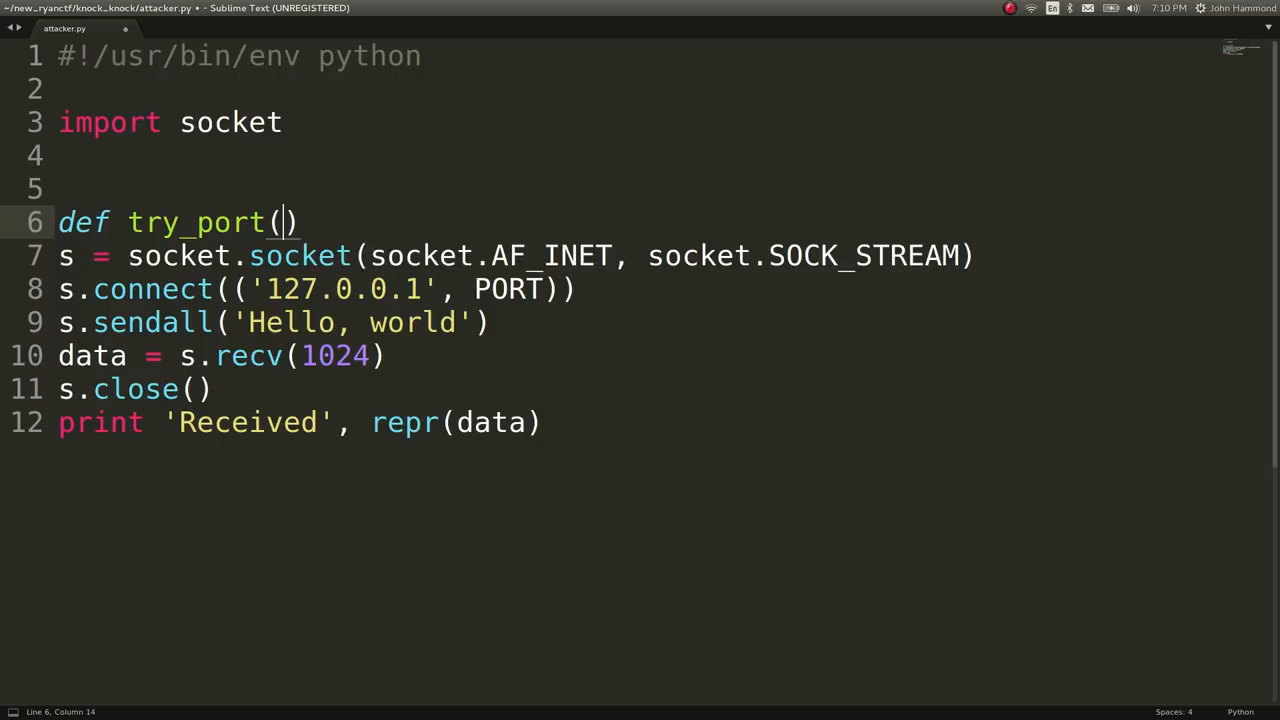 ~/new_ryanctf/knock_knock/attacker.py • - Sublime Text (UNREGISTERED)
En
7:10 PM
John Hammond
attacker.py
1 #!/usr/bin/env python
2
3 import socket
4
5
6 def try_port()
7 s = socket.socket(socket.AF_INET, socket.SOCK_STREAM)
8 s.connect(('127.0.0.1', PORT))
9 s.sendall('Hello, world')
10 data = s.recv(1024)
11 s.close()
12 print 'Received', repr(data)
Line 6, Column 14
Spaces: 4
Python